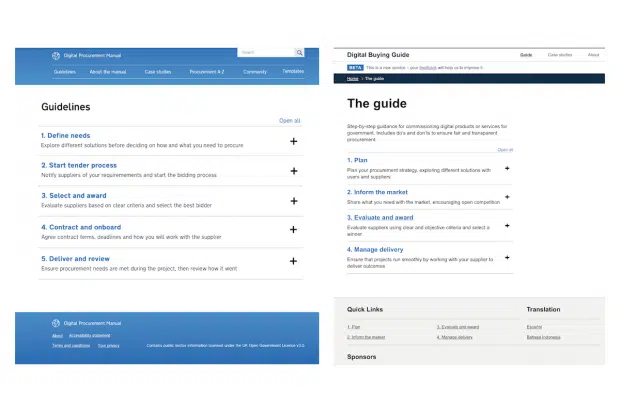 Digital Procurement Manual
Search
Guidelines About the manual Case studies Procurement A-Z Community Templates
Guidelines
Open all
1. Define needs
Explore different solutions before deciding on how and what you need to procure
2. Start tender process
Notify suppliers of your requiremements and start the bidding process
3. Select and award
Evaluate suppliers based on clear criteria and select the best bidder
4. Contract and onboard
Agree contract terms, deadlines and how you will work with the supplier
5. Deliver and review
Ensure procurement needs are met during the project, then review how it went
Digital Procurement Manual
About Accessibility statement
Terms and conditions Your privacy
Contains public sector information licensed under the UK Open Government Licence v3.0.
Digital Buying Guide
Guide Case studies About
BETA This is a new service – your feedback will help us to improve it.
Home > The guide
The guide
Step-by-step guidance for commissioning digital products or services for
government. Includes do's and don'ts to ensure fair and transparent
procurement
Open all
1. Plan
Plan your procurement strategy, exploring different solutions with
users and suppliers
2. Inform the market
Share what you need with the market, encouraging open competition
3. Evaluate and award
Evaluate suppliers using clear and objective criteria and select a
winner
4. Manage delivery
Ensure that projects run smoothly by working with your supplier to
deliver outcomes
Quick Links
Translation
1. Plan
3. Evaluate and award
Español
2. Inform the market
4. Manage delivery
Bahasa Indonesia
Sponsors